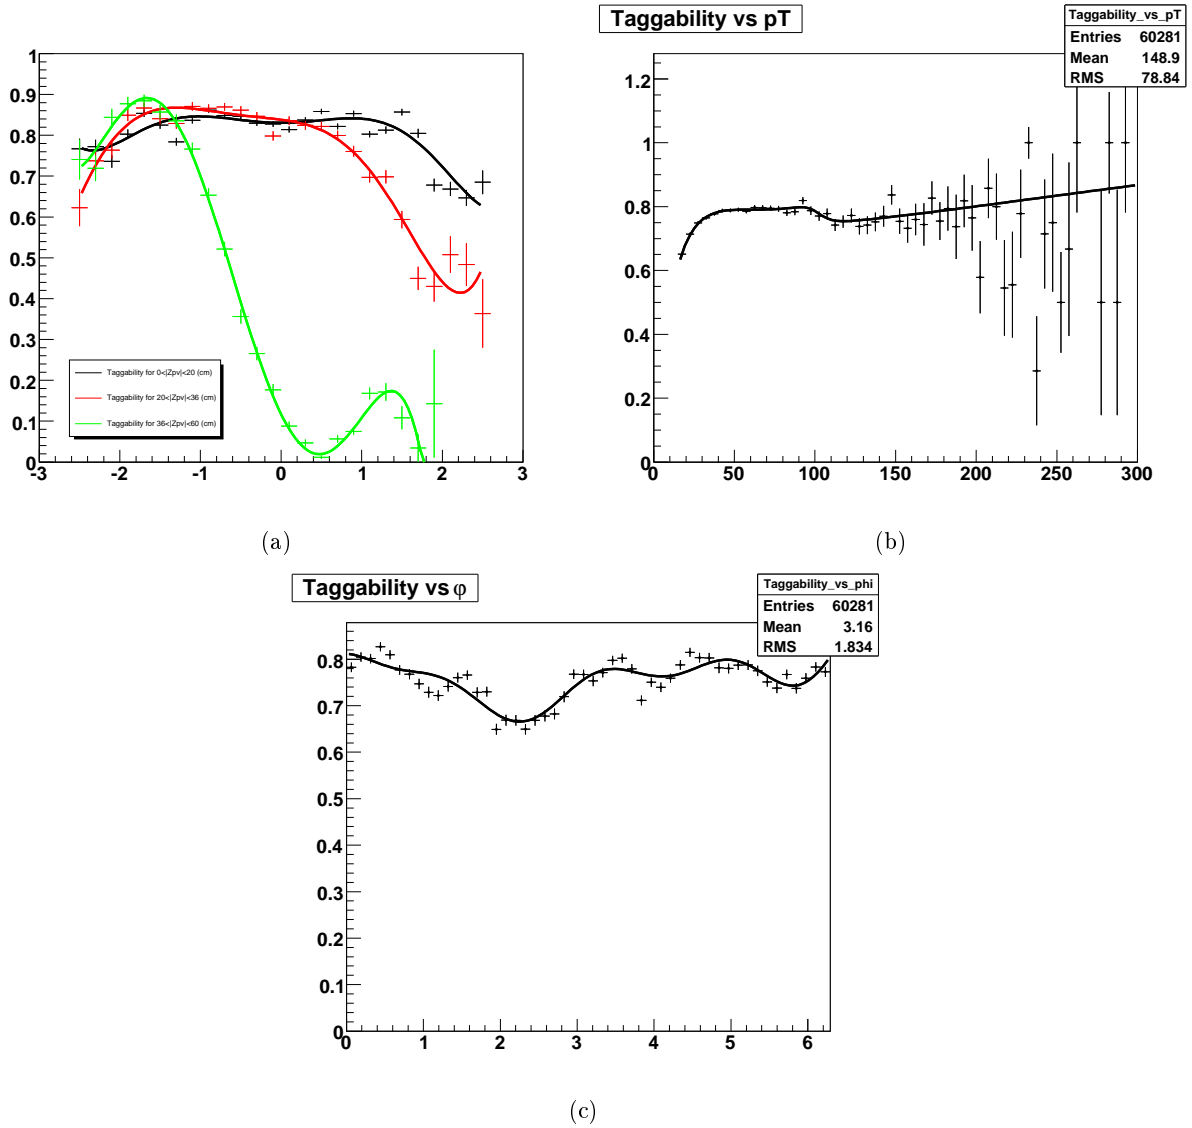 Taggability vs pT
Taggability_vs_pT
Entries 60281
Mean 148.9
RMS 78.84
1
0.9
0.8
0.7
0.6
0.5
0.4
0.3
0.2
0.1
0
-3 -2 -1 0 1 2 3
Taggability for 0<|Zpv|<20 (cm)
Taggability for 20<|Zpv|<36 (cm)
Taggability for 36<|Zpv|<60 (cm)
(a)
1.2
1
0.8
0.6
0.4
0.2
0
0 50 100 150 200 250 300
(b)
Taggability vs φ
Taggability_vs_phi
Entries 60281
Mean 3.16
RMS 1.834
0.8
0.7
0.6
0.5
0.4
0.3
0.2
0.1
0
0 1 2 3 4 5 6
(c)